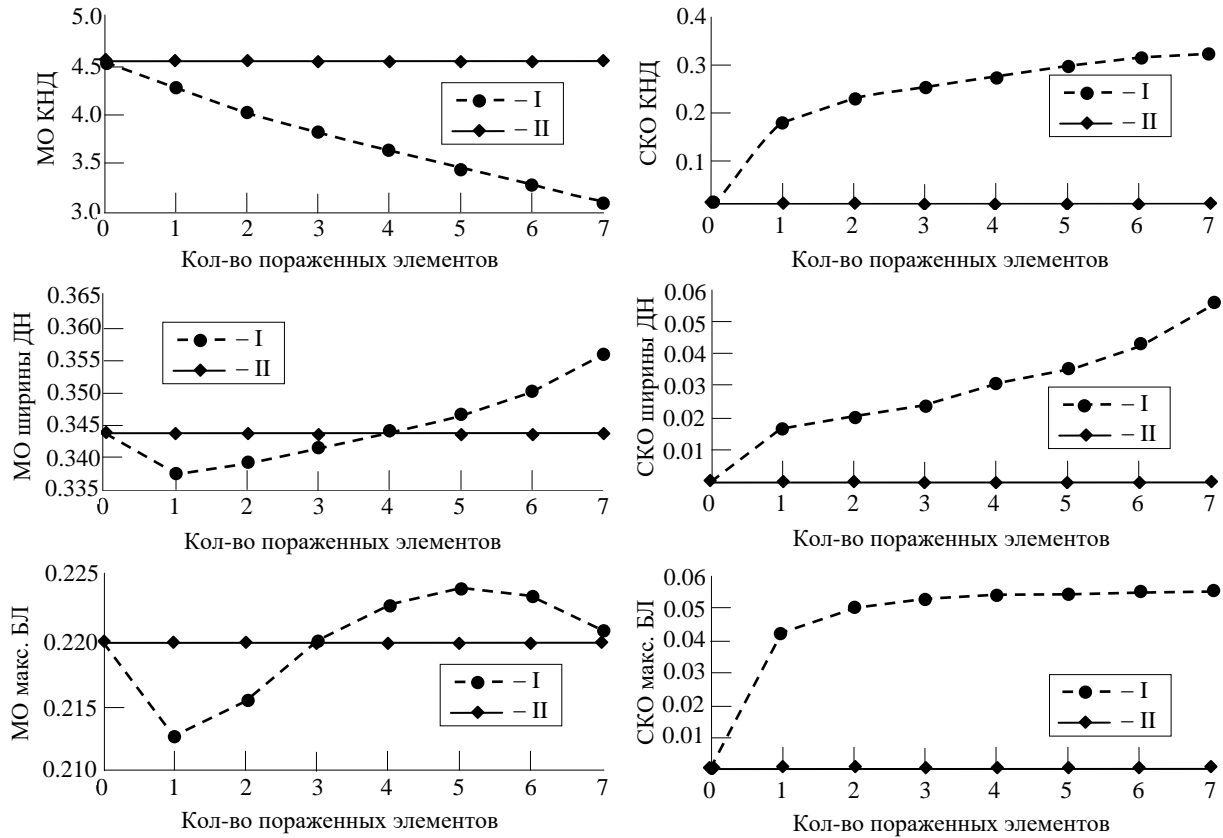 МО КНД
5.0
4.5
4.0
3.5
3.0
– I
– II
0 1 2 3 4 5 6 7
Кол-во пораженных элементов
СКО КНД
0.4
0.3
0.2
0.1
– I
– II
0 1 2 3 4 5 6 7
Кол-во пораженных элементов
МО ширины ДН
0.365
0.360
0.355
0.350
0.345
0.340
0.335
– I
– II
0 1 2 3 4 5 6 7
Кол-во пораженных элементов
СКО ширины ДН
0.06
0.05
0.04
0.03
0.02
0.01
– I
– II
0 1 2 3 4 5 6 7
Кол-во пораженных элементов
МО макс. БЛ
0.225
0.220
0.215
0.210
– I
– II
0 1 2 3 4 5 6 7
Кол-во пораженных элементов
СКО макс. БЛ
0.06
0.05
0.04
0.03
0.02
0.01
– I
– II
0 1 2 3 4 5 6 7
Кол-во пораженных элементов